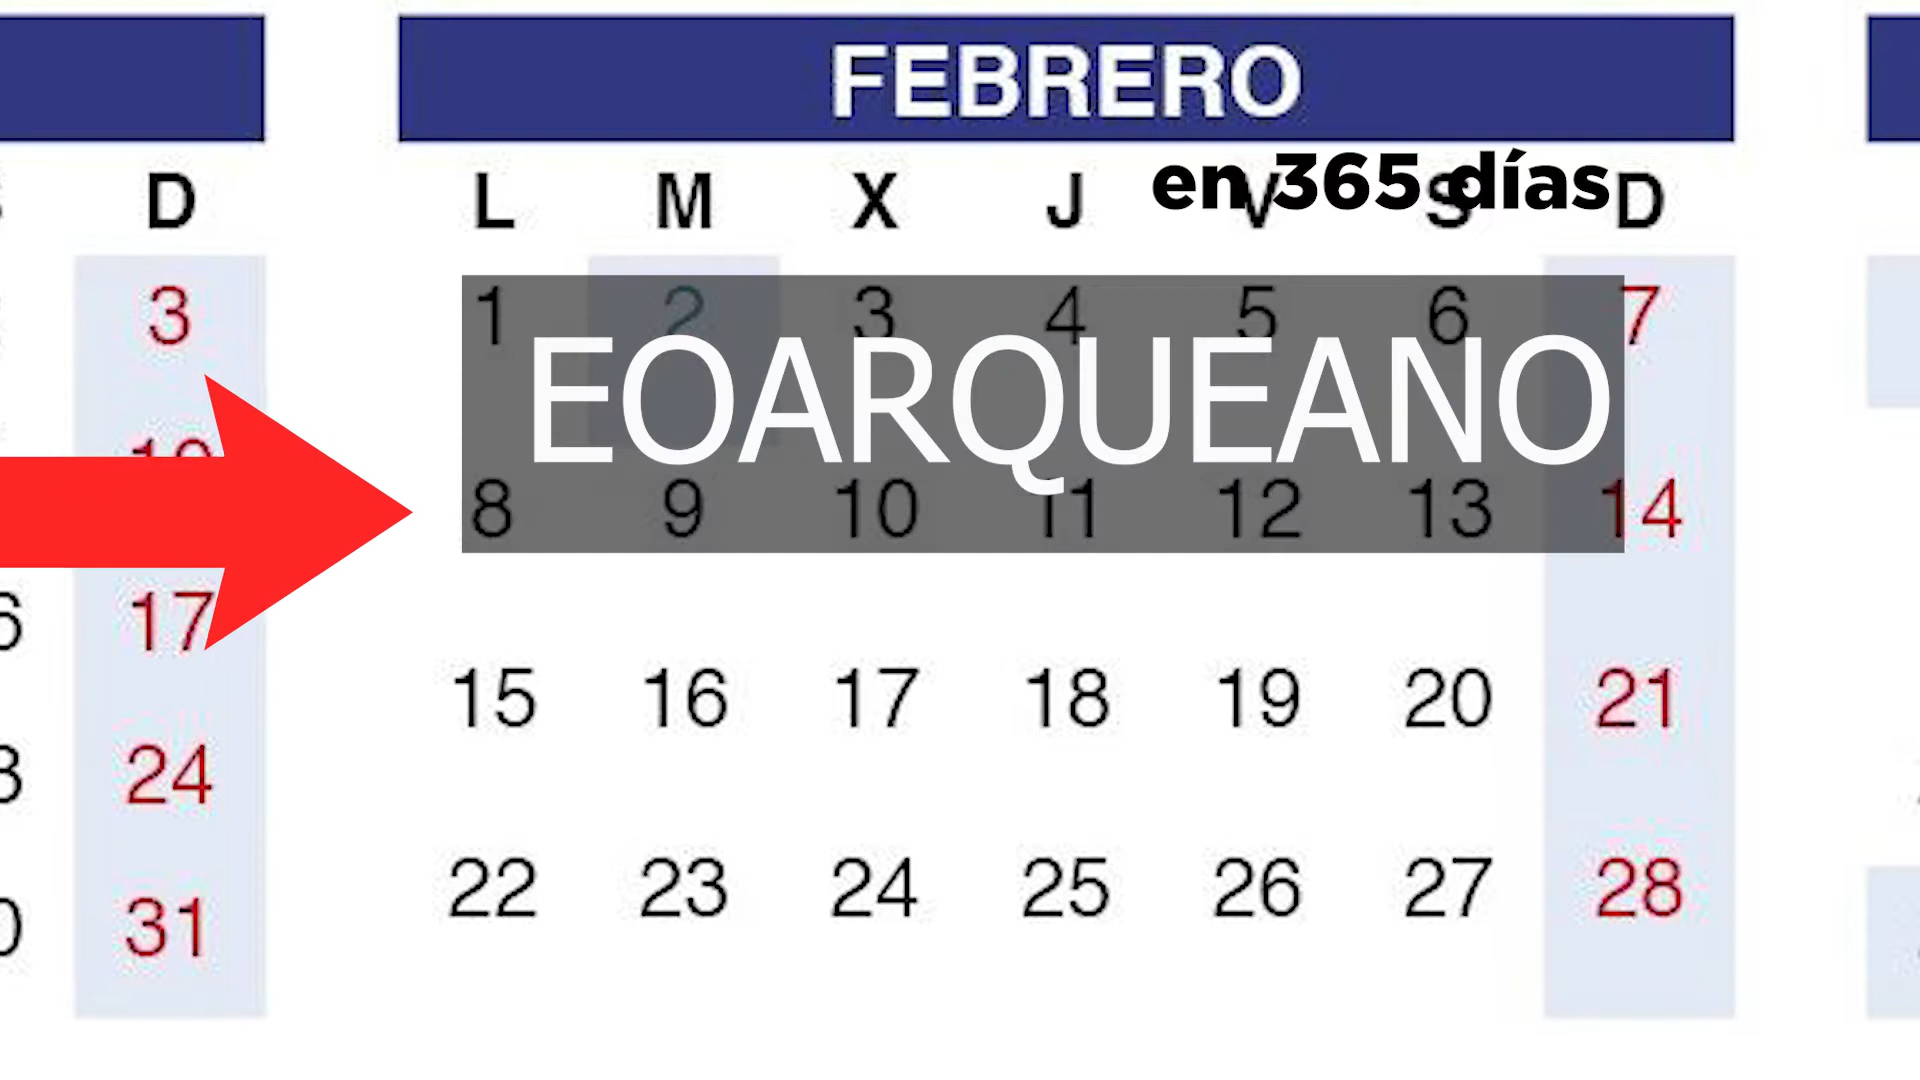 FEBRERO
en 365 días
D L M X J V S D
3 1 2 3 4 5 6 7
EOARQUEANO
10 8 9 10 11 12 13 14
17 15 16 17 18 19 20 21
24 22 23 24 25 26 27 28
31